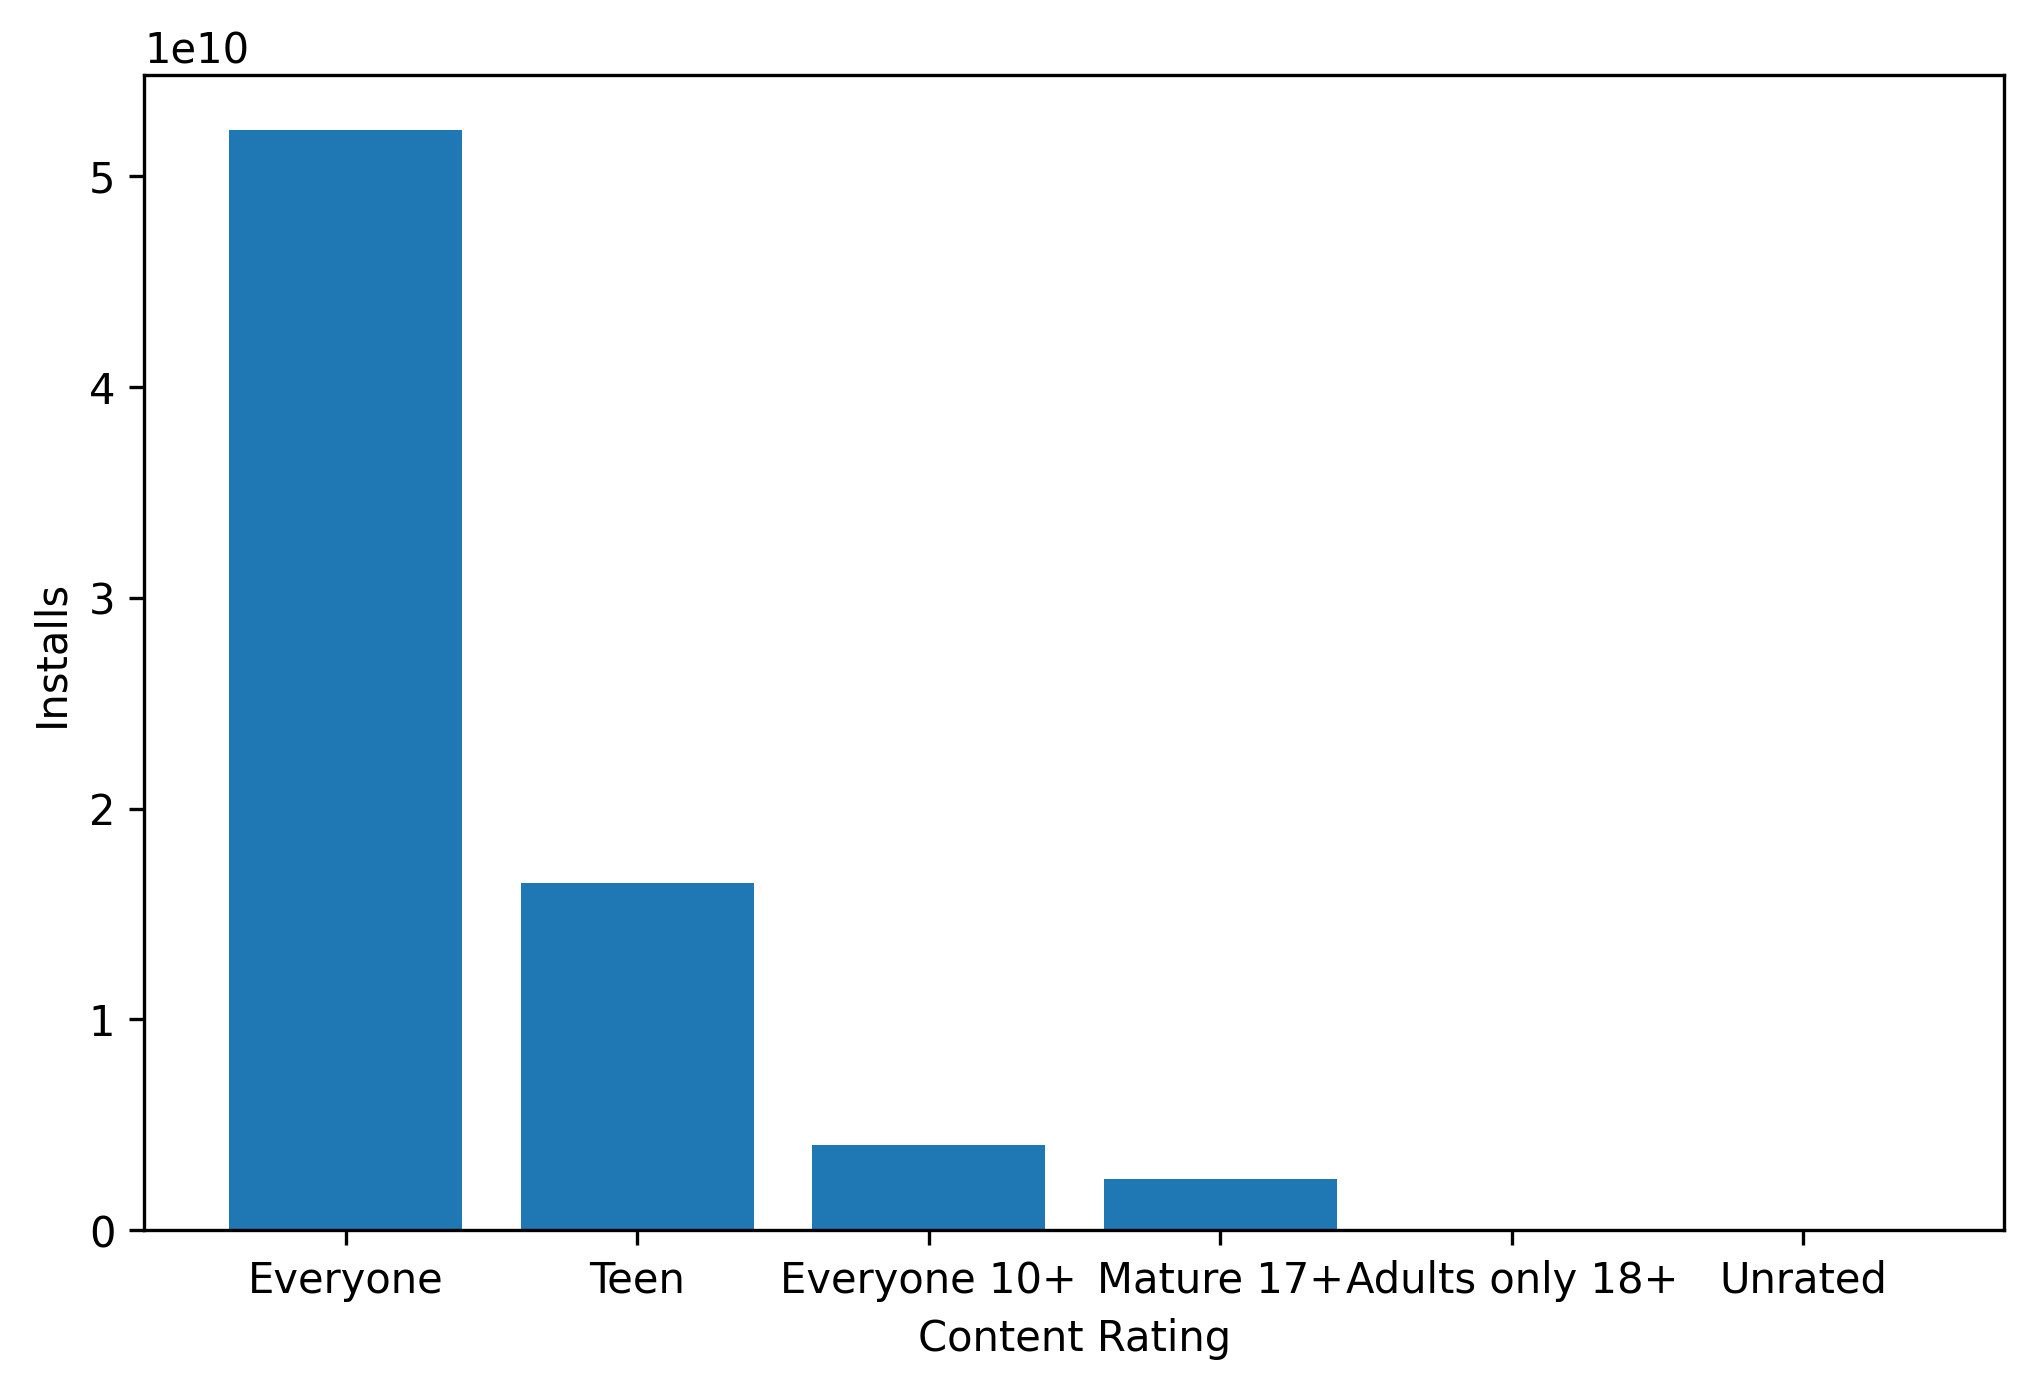 1e10
5
4
3
2
1
0
Installs
Everyone Teen Everyone 10+ Mature 17+ Adults only 18+ Unrated
Content Rating